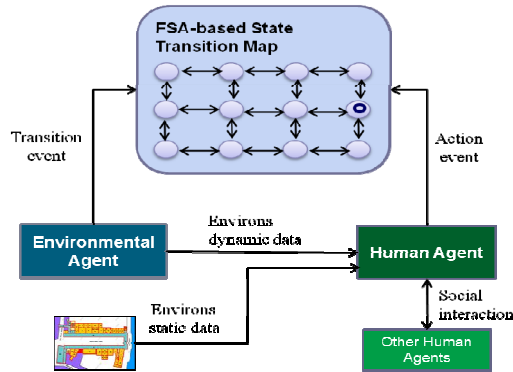 FSA-based State
Transition Map
Transition
event
Action
event
Environs
dynamic data
Environmental
Agent
Human Agent
Environs
static data
Social
interaction
Other Human
Agents